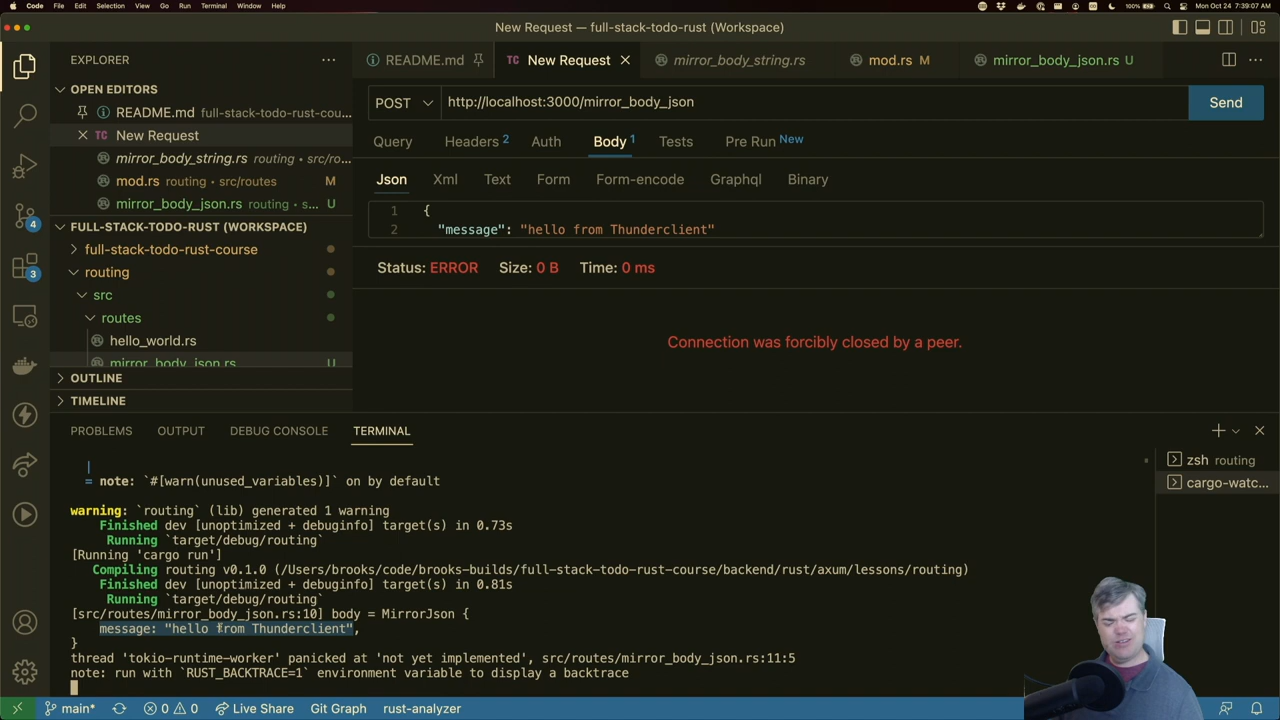 Code File Edit Selection View Go Run Terminal Window Help 100% Mon Oct 24 7:39:07 AM
New Request — full-stack-todo-rust (Workspace)
EXPLORER
README.md
TC New Request
mirror_body_string.rs
mod.rs M
mirror_body_json.rs U
OPEN EDITORS
README.md full-stack-todo-rust-cou...
TC New Request
mirror_body_string.rs routing • src/ro...
mod.rs routing • src/routes M
mirror_body_json.rs routing • s... U
FULL-STACK-TODO-RUST (WORKSPACE)
full-stack-todo-rust-course
routing
src
routes
hello_world.rs
mirror_body_json.rs U
OUTLINE
TIMELINE
POST http://localhost:3000/mirror_body_json Send
Query Headers 2 Auth Body 1 Tests Pre Run New
Json Xml Text Form Form-encode Graphql Binary
1 {
2 "message": "hello from Thunderclient"
Status: ERROR Size: 0 B Time: 0 ms
Connection was forcibly closed by a peer.
4
3
PROBLEMS OUTPUT DEBUG CONSOLE TERMINAL
|
= note: `#[warn(unused_variables)]` on by default
warning: `routing` (lib) generated 1 warning
Finished dev [unoptimized + debuginfo] target(s) in 0.73s
Running `target/debug/routing`
[Running 'cargo run']
Compiling routing v0.1.0 (/Users/brooks/code/brooks-builds/full-stack-todo-rust-course/backend/rust/axum/lessons/routing)
Finished dev [unoptimized + debuginfo] target(s) in 0.81s
Running `target/debug/routing`
[src/routes/mirror_body_json.rs:10] body = MirrorJson {
message: "hello from Thunderclient",
}
thread 'tokio-runtime-worker' panicked at 'not yet implemented', src/routes/mirror_body_json.rs:11:5
note: run with `RUST_BACKTRACE=1` environment variable to display a backtrace
zsh routing
cargo-watc...
main* 0 0 Live Share Git Graph rust-analyzer